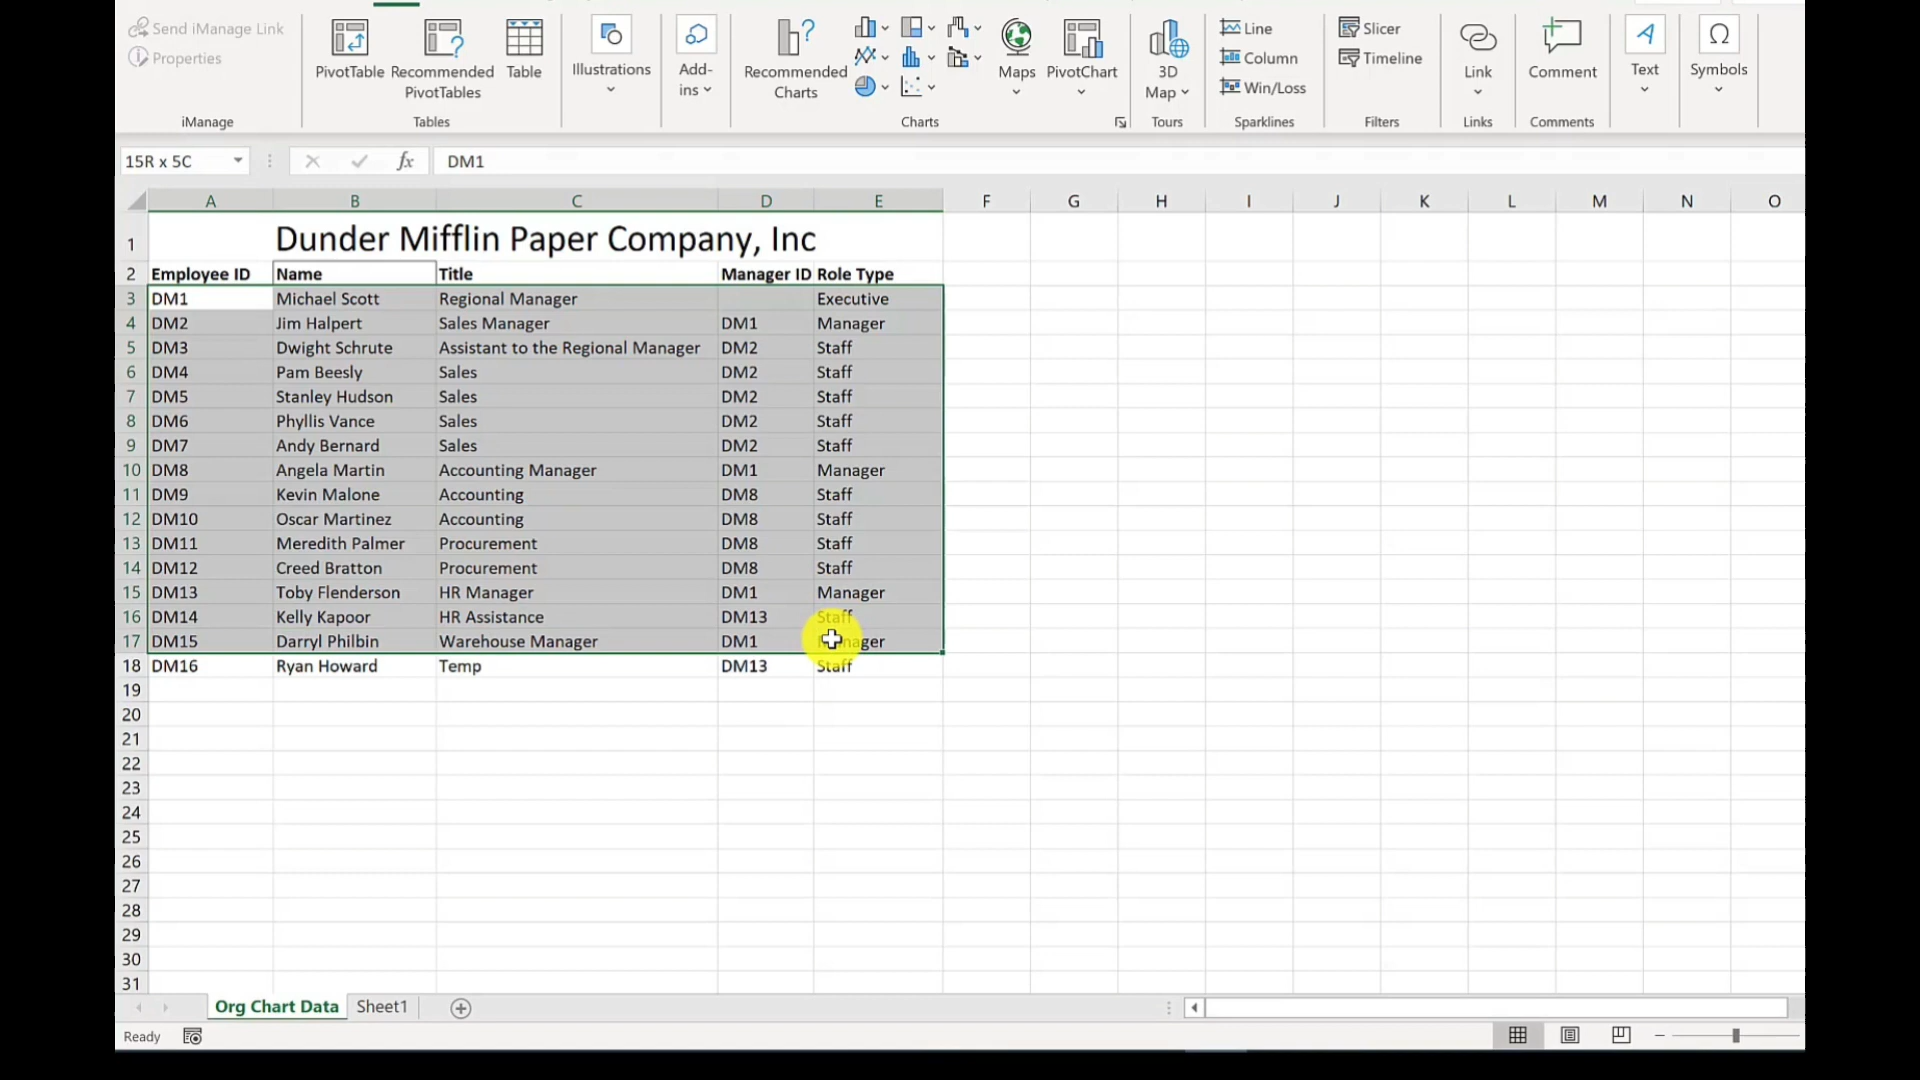 Send iManage Link
Properties
iManage
PivotTable
Recommended PivotTables
Table
Tables
Illustrations
Add-ins
Recommended Charts
Maps
PivotChart
Charts
3D Map
Tours
Line
Column
Win/Loss
Sparklines
Slicer
Timeline
Filters
Link
Links
Comment
Comments
Text
Symbols
15R x 5C fx DM1
A B C D E F G H I J K L M N O
1 Dunder Mifflin Paper Company, Inc
2 Employee ID Name Title Manager ID Role Type
3 DM1 Michael Scott Regional Manager Executive
4 DM2 Jim Halpert Sales Manager DM1 Manager
5 DM3 Dwight Schrute Assistant to the Regional Manager DM2 Staff
6 DM4 Pam Beesly Sales DM2 Staff
7 DM5 Stanley Hudson Sales DM2 Staff
8 DM6 Phyllis Vance Sales DM2 Staff
9 DM7 Andy Bernard Sales DM2 Staff
10 DM8 Angela Martin Accounting Manager DM1 Manager
11 DM9 Kevin Malone Accounting DM8 Staff
12 DM10 Oscar Martinez Accounting DM8 Staff
13 DM11 Meredith Palmer Procurement DM8 Staff
14 DM12 Creed Bratton Procurement DM8 Staff
15 DM13 Toby Flenderson HR Manager DM1 Manager
16 DM14 Kelly Kapoor HR Assistance DM13 Staff
17 DM15 Darryl Philbin Warehouse Manager DM1 Manager
18 DM16 Ryan Howard Temp DM13 Staff
19
20
21
22
23
24
25
26
27
28
29
30
31
Org Chart Data Sheet1
Ready